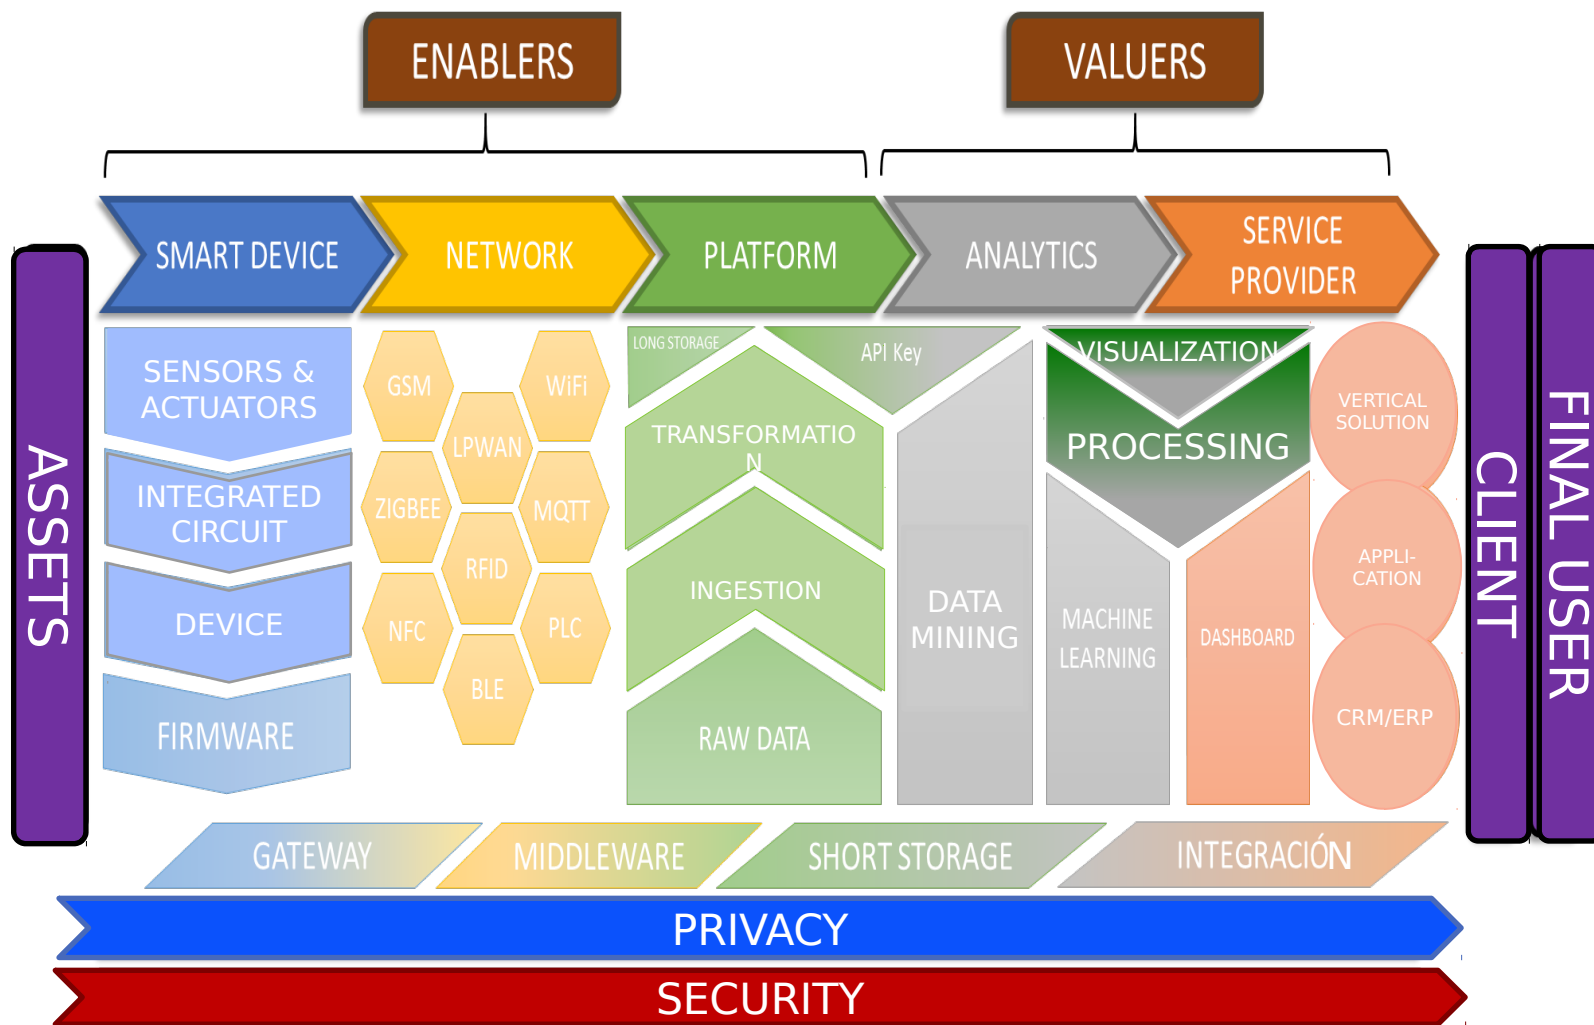 ENABLERS
VALUERS
SMART DEVICE
NETWORK
PLATFORM
ANALYTICS
SERVICE
PROVIDER
ASSETS
SENSORS &
ACTUATORS
INTEGRATED
CIRCUIT
DEVICE
FIRMWARE
GSM
WiFi
LPWAN
ZIGBEE
MQTT
RFID
NFC
PLC
BLE
LONG STORAGE
API Key
TRANSFORMATIO
N
INGESTION
RAW DATA
DATA
MINING
VISUALIZATION
PROCESSING
MACHINE
LEARNING
DASHBOARD
VERTICAL
SOLUTION
APPLI-
CATION
CRM/ERP
CLIENT
FINAL USER
GATEWAY
MIDDLEWARE
SHORT STORAGE
INTEGRACIÓN
PRIVACY
SECURITY